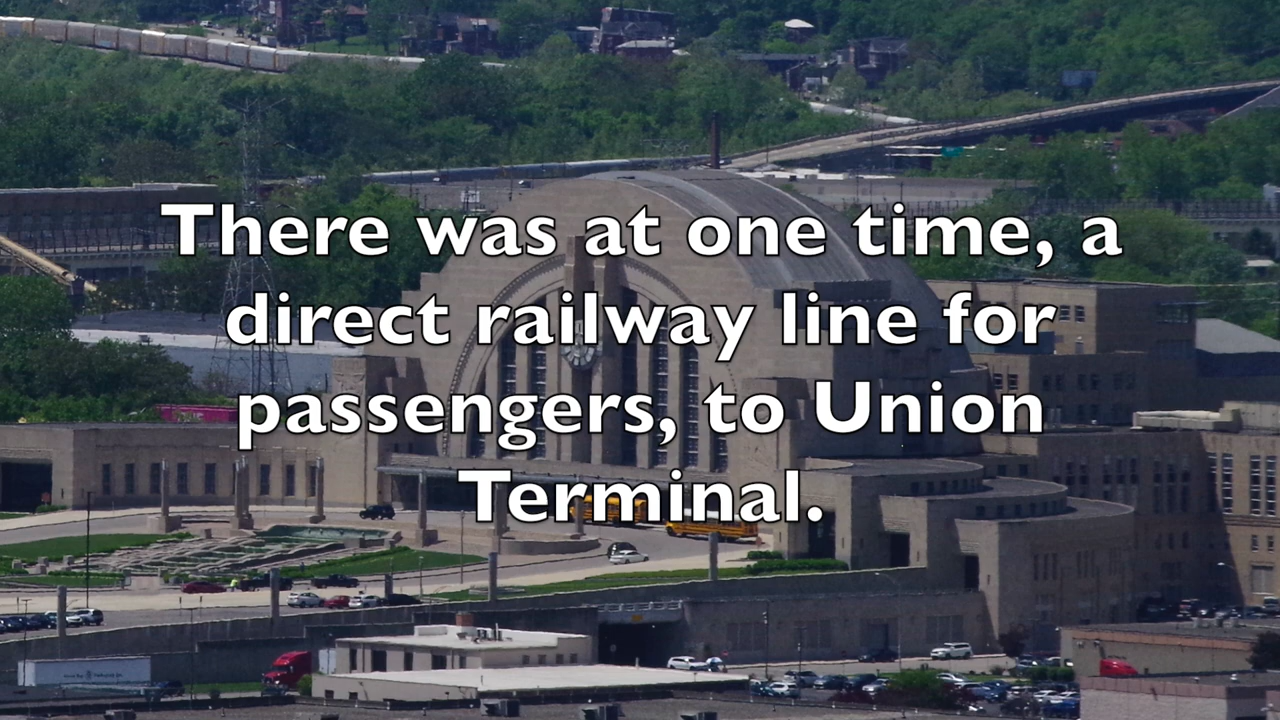 There was at one time, a
direct railway line for
passengers, to Union
Terminal.